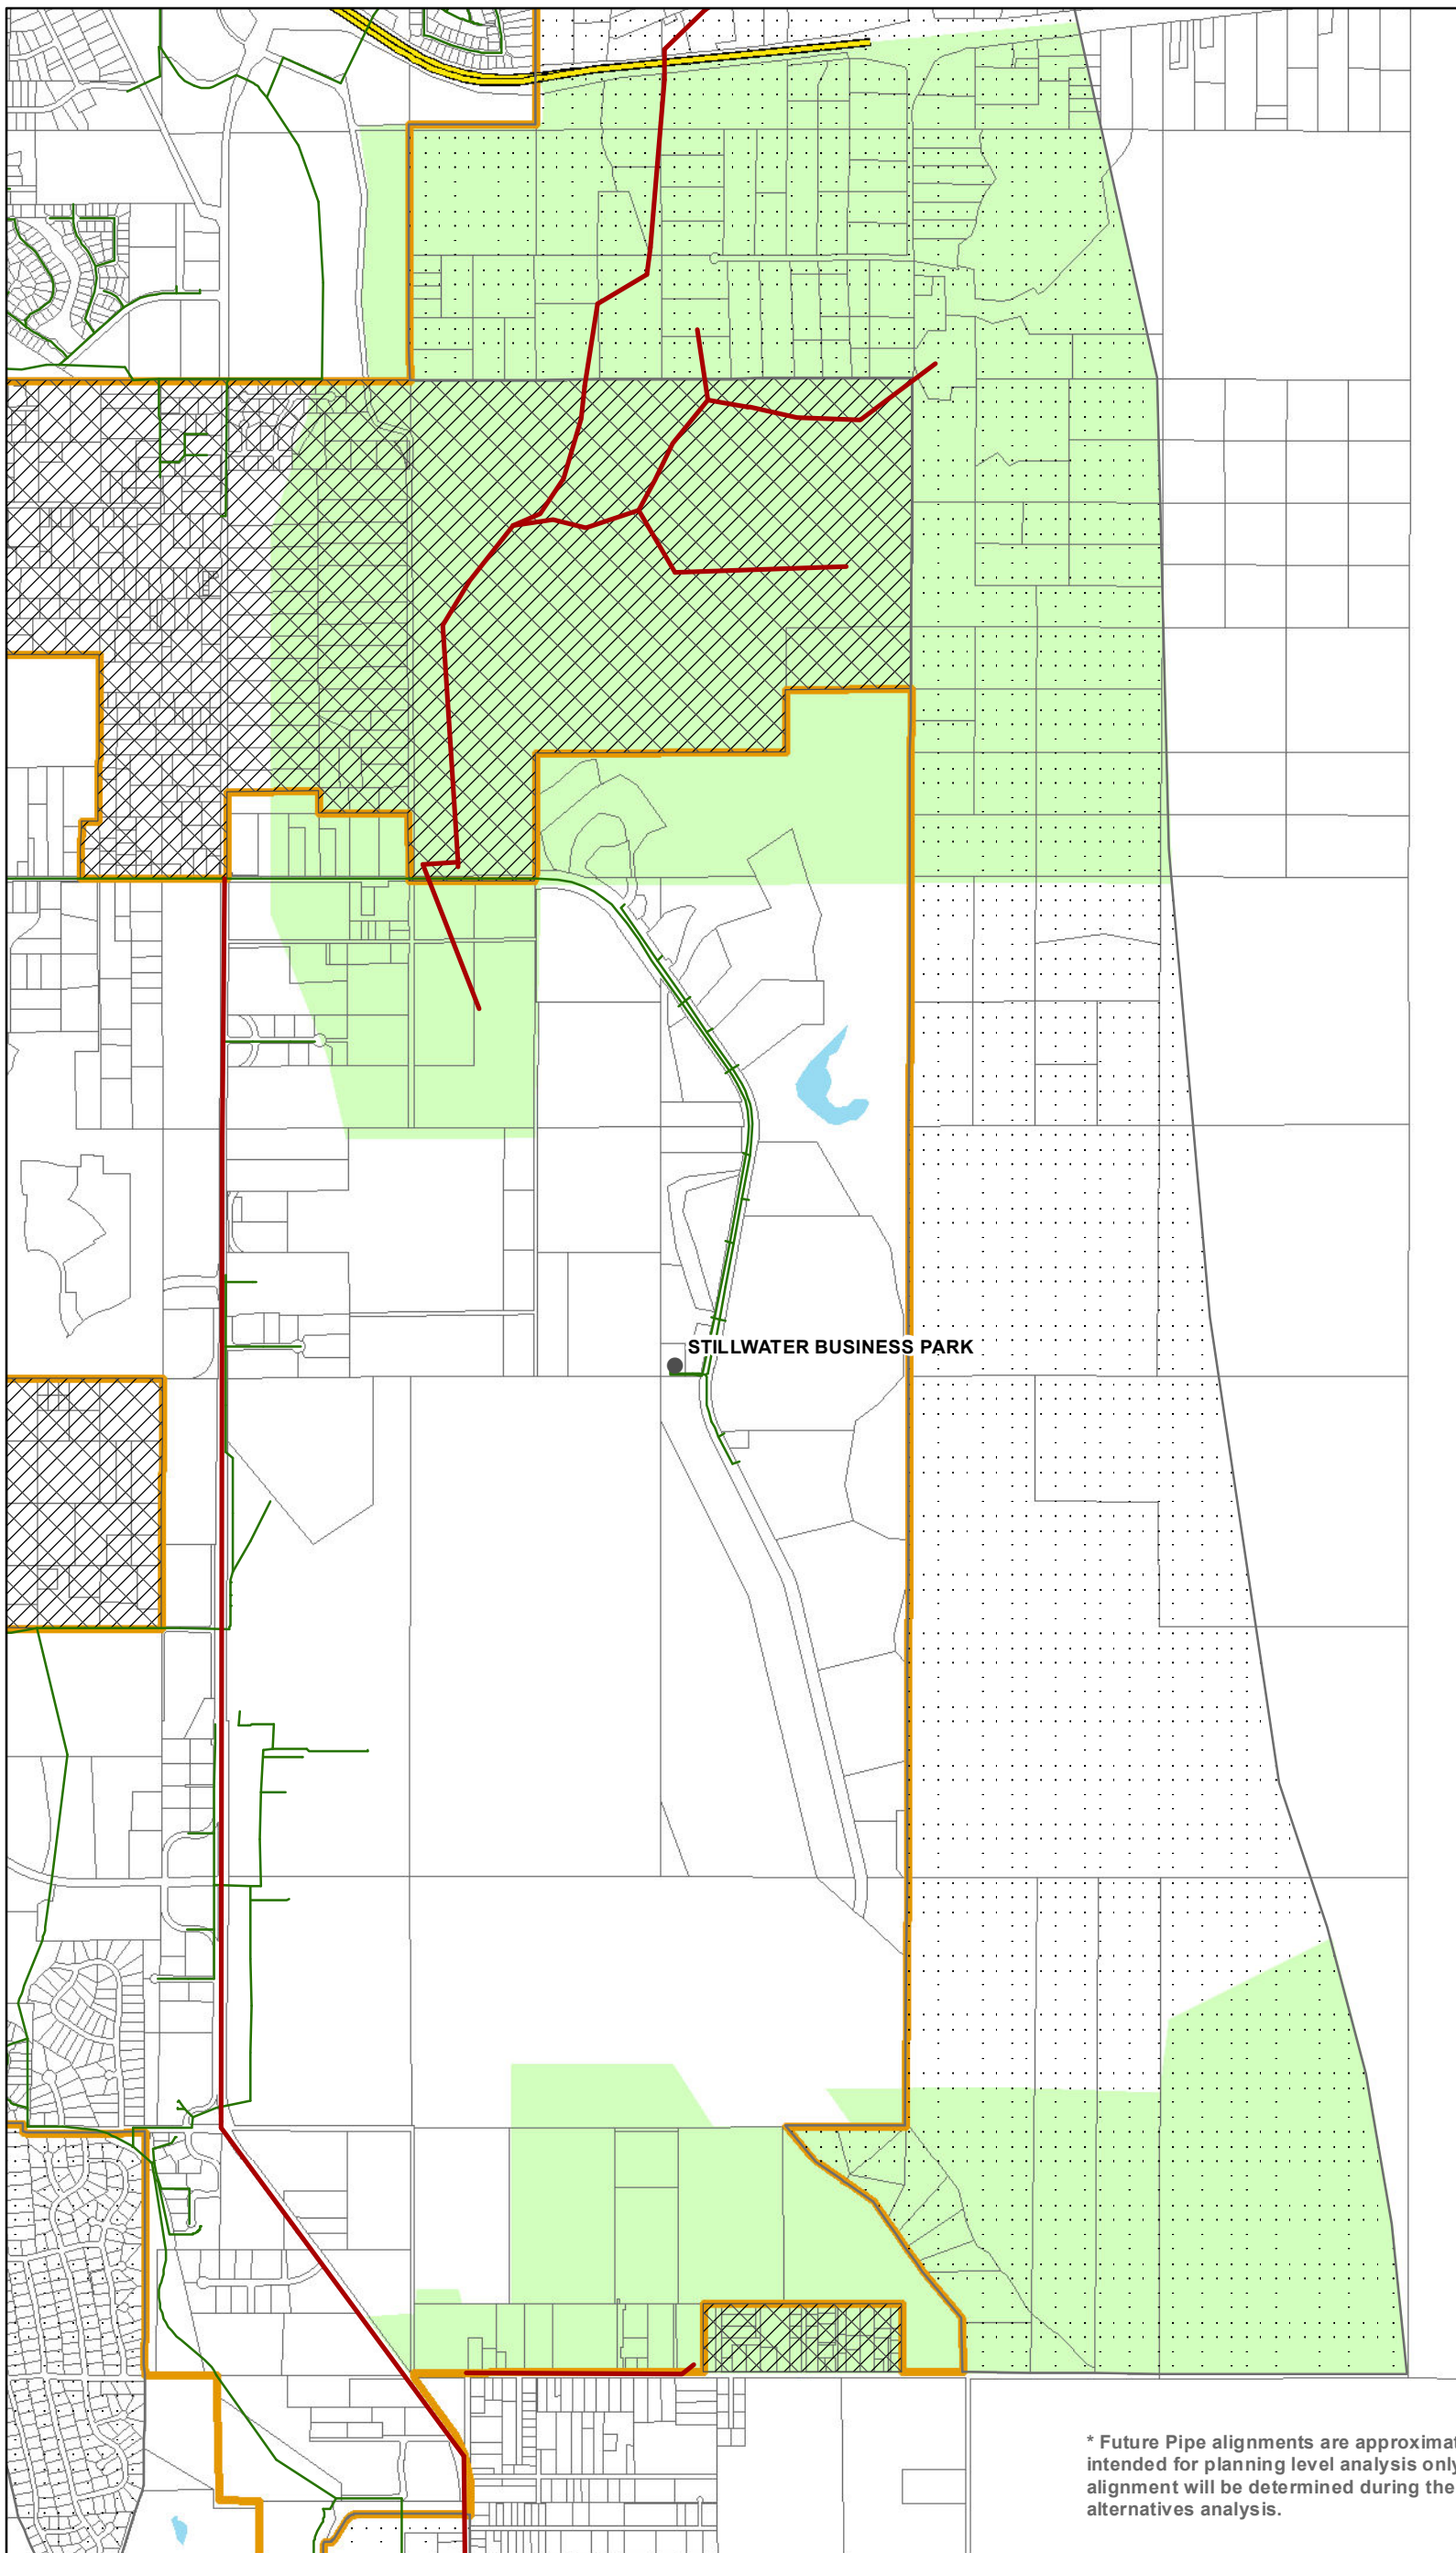 STILLWATER BUSINESS PARK
* Future Pipe alignments are approximat
intended for planning level analysis only
alignment will be determined during the
alternatives analysis.